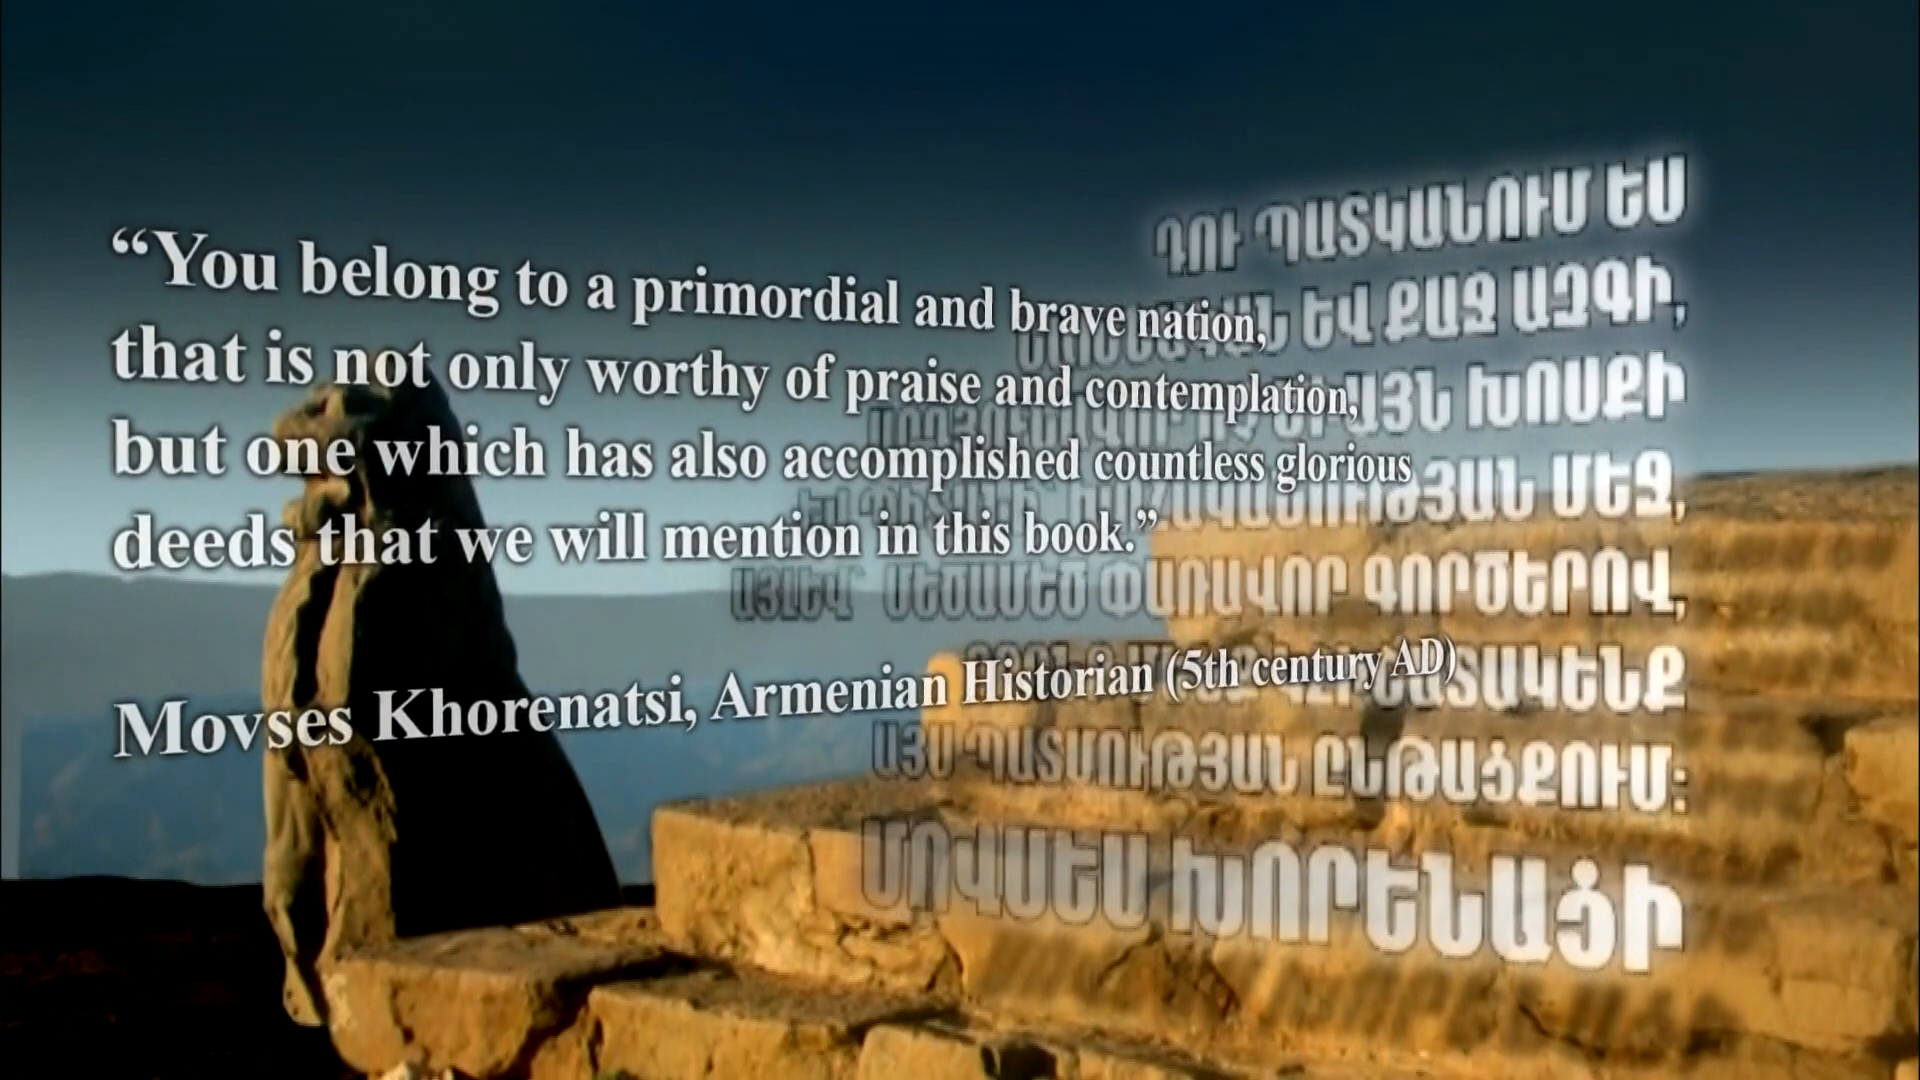 “You belong to a primordial and brave nation,
that is not only worthy of praise and contemplation,
but one which has also accomplished countless glorious
deeds that we will mention in this book.”
Movses Khorenatsi, Armenian Historian (5th century AD)
ԴՈՒ ՊԱՏԿԱՆՈՒՄ ԵՍ
ԵՎ ՔԱՋ ԱԶԳԻ,
ԽՈՍՔԻ
ՄԵՋ,
ԱՅԼԵՎ ՄԵԾԱՄԵԾ ՓԱՌԱՎՈՐ ԳՈՐԾԵՐՈՎ,
ԱՅՍ ՊԱՏՄՈՒԹՅԱՆ ԸՆԹԱՑՔՈՒՄ:
ՄՈՎՍԵՍ ԽՈՐԵՆԱՑԻ